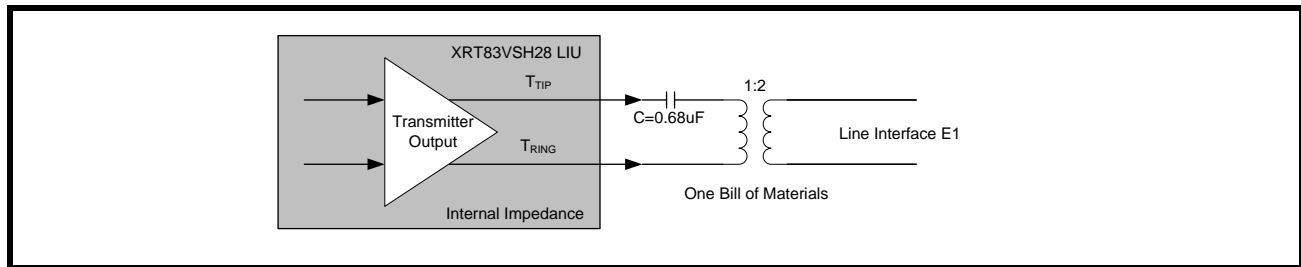 XRT83VSH28 LIU
TTIP
1:2
Transmitter
Output
C=0.68uF
Line Interface E1
TRING
One Bill of Materials
Internal Impedance